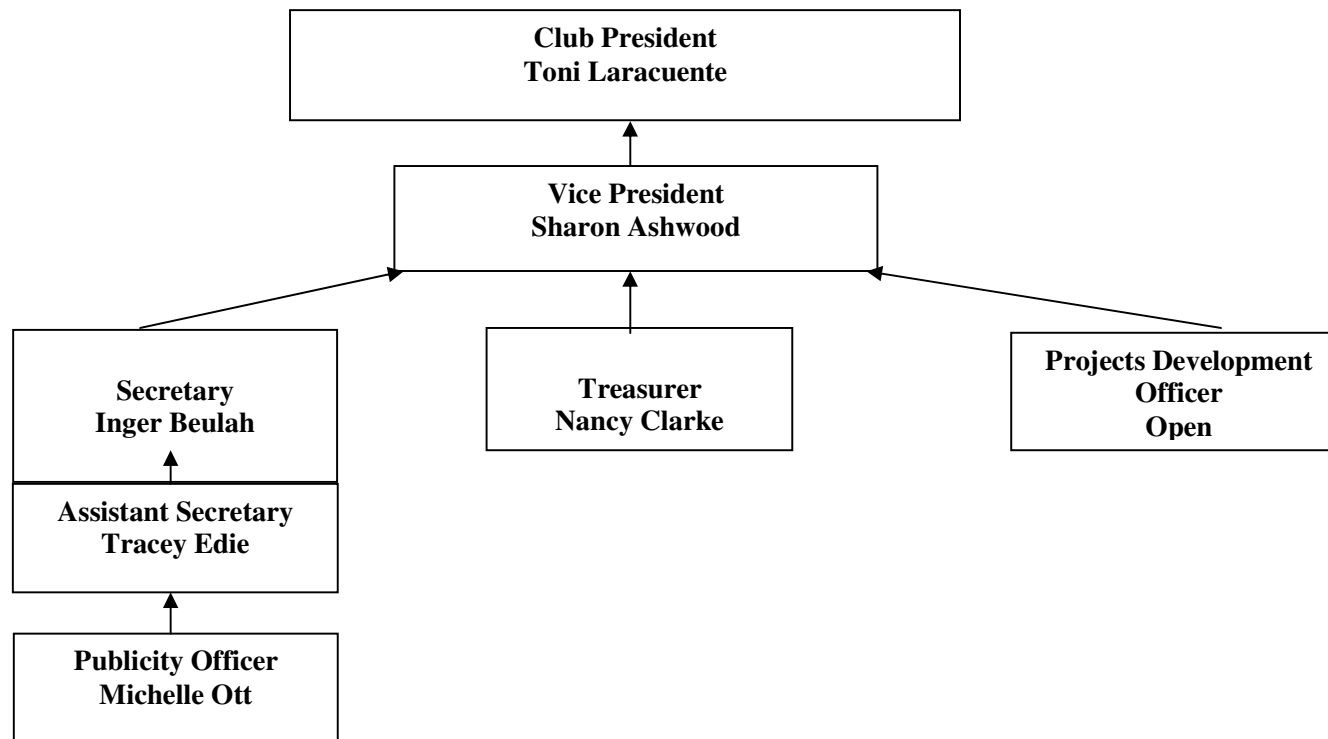 Club President
Toni Laracuente
Vice President
Sharon Ashwood
Secretary
Inger Beulah
Treasurer
Nancy Clarke
Projects Development
Officer
Open
Assistant Secretary
Tracey Edie
Publicity Officer
Michelle Ott